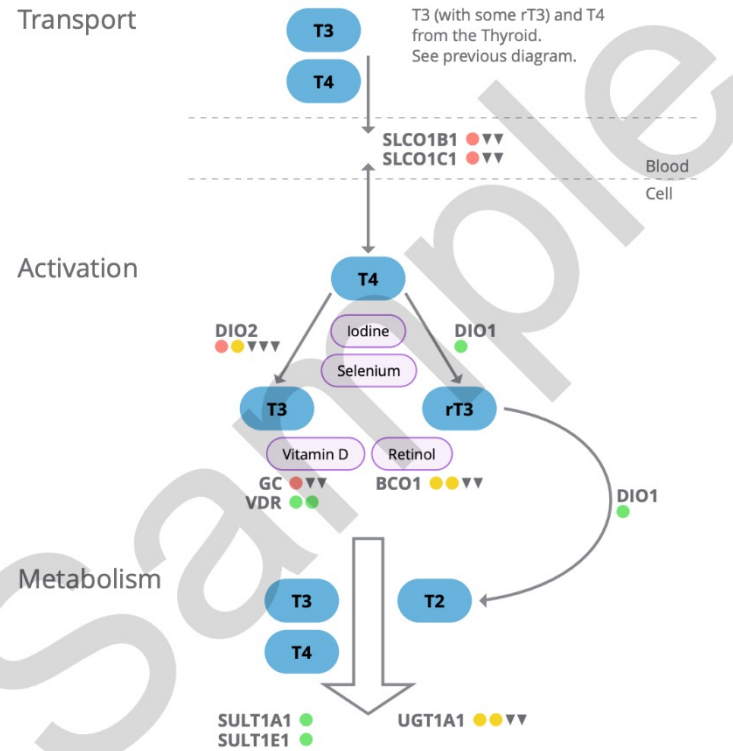 Transport
T3
T4
T3 (with some rT3) and T4
from the Thyroid.
See previous diagram.
SLCO1B1
SLCO1C1
Blood
Cell
Activation
T4
DIO2
Iodine
DIO1
Selenium
T3
rT3
Vitamin D
Retinol
GC
BCO1
VDR
DIO1
Metabolism
T3
T2
T4
SULT1A1
UGT1A1
SULT1E1
Sample